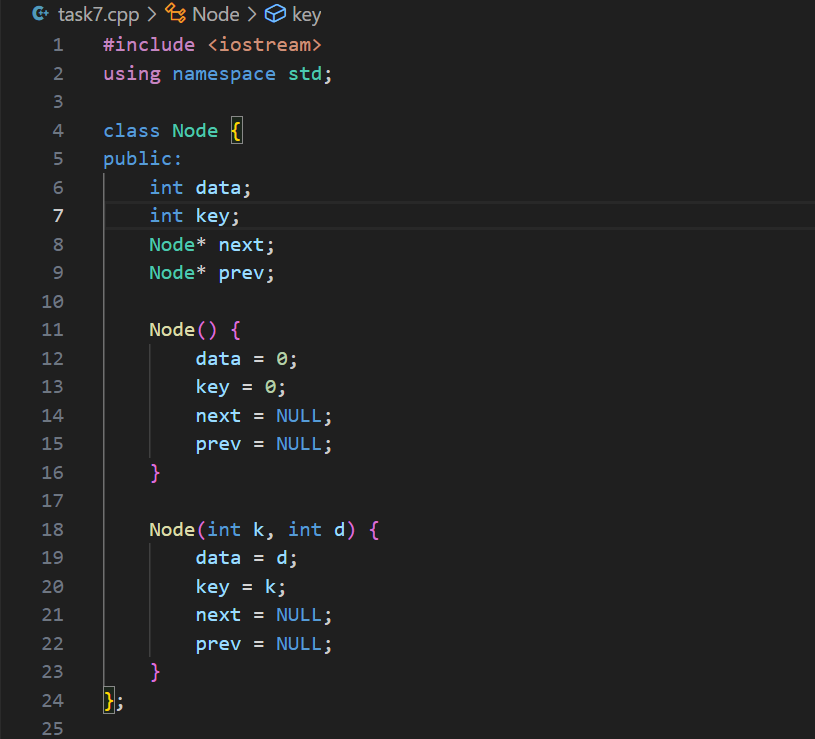 task7.cpp > Node > key
1 #include <iostream>
2 using namespace std;
3
4 class Node {
5 public:
6     int data;
7     int key;
8     Node* next;
9     Node* prev;
10
11     Node() {
12         data = 0;
13         key = 0;
14         next = NULL;
15         prev = NULL;
16     }
17
18     Node(int k, int d) {
19         data = d;
20         key = k;
21         next = NULL;
22         prev = NULL;
23     }
24 };
25